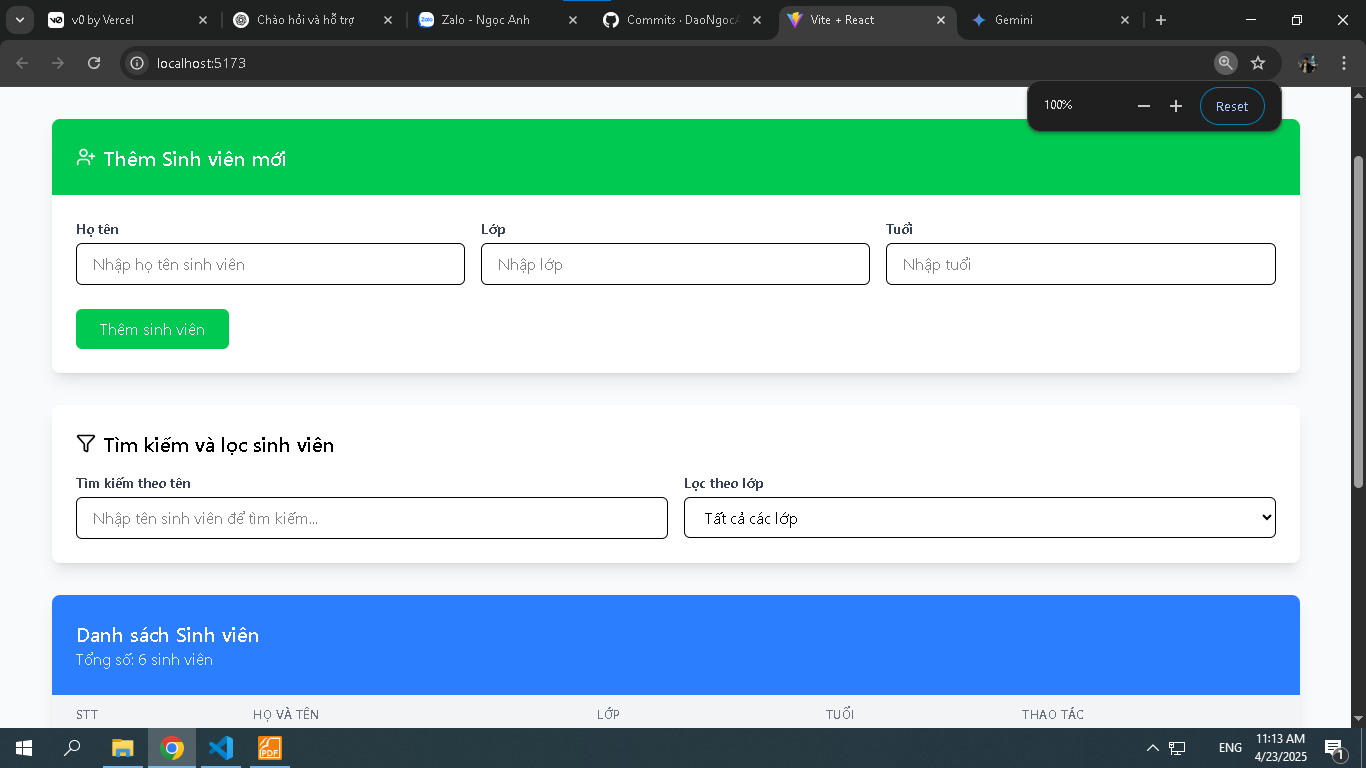 v0 by Vercel
Chào hỏi và hỗ trợ
Zalo - Ngọc Anh
Commits · DaoNgocA
Vite + React
Gemini
localhost:5173
100%
Reset
Thêm Sinh viên mới
Họ tên
Lớp
Tuổi
Nhập họ tên sinh viên
Nhập lớp
Nhập tuổi
Thêm sinh viên
Tìm kiếm và lọc sinh viên
Tìm kiếm theo tên
Lọc theo lớp
Nhập tên sinh viên để tìm kiếm...
Tất cả các lớp
Danh sách Sinh viên
Tổng số: 6 sinh viên
STT
HỌ VÀ TÊN
LỚP
TUỔI
THAO TÁC
PDF
ENG
11:13 AM
4/23/2025
1